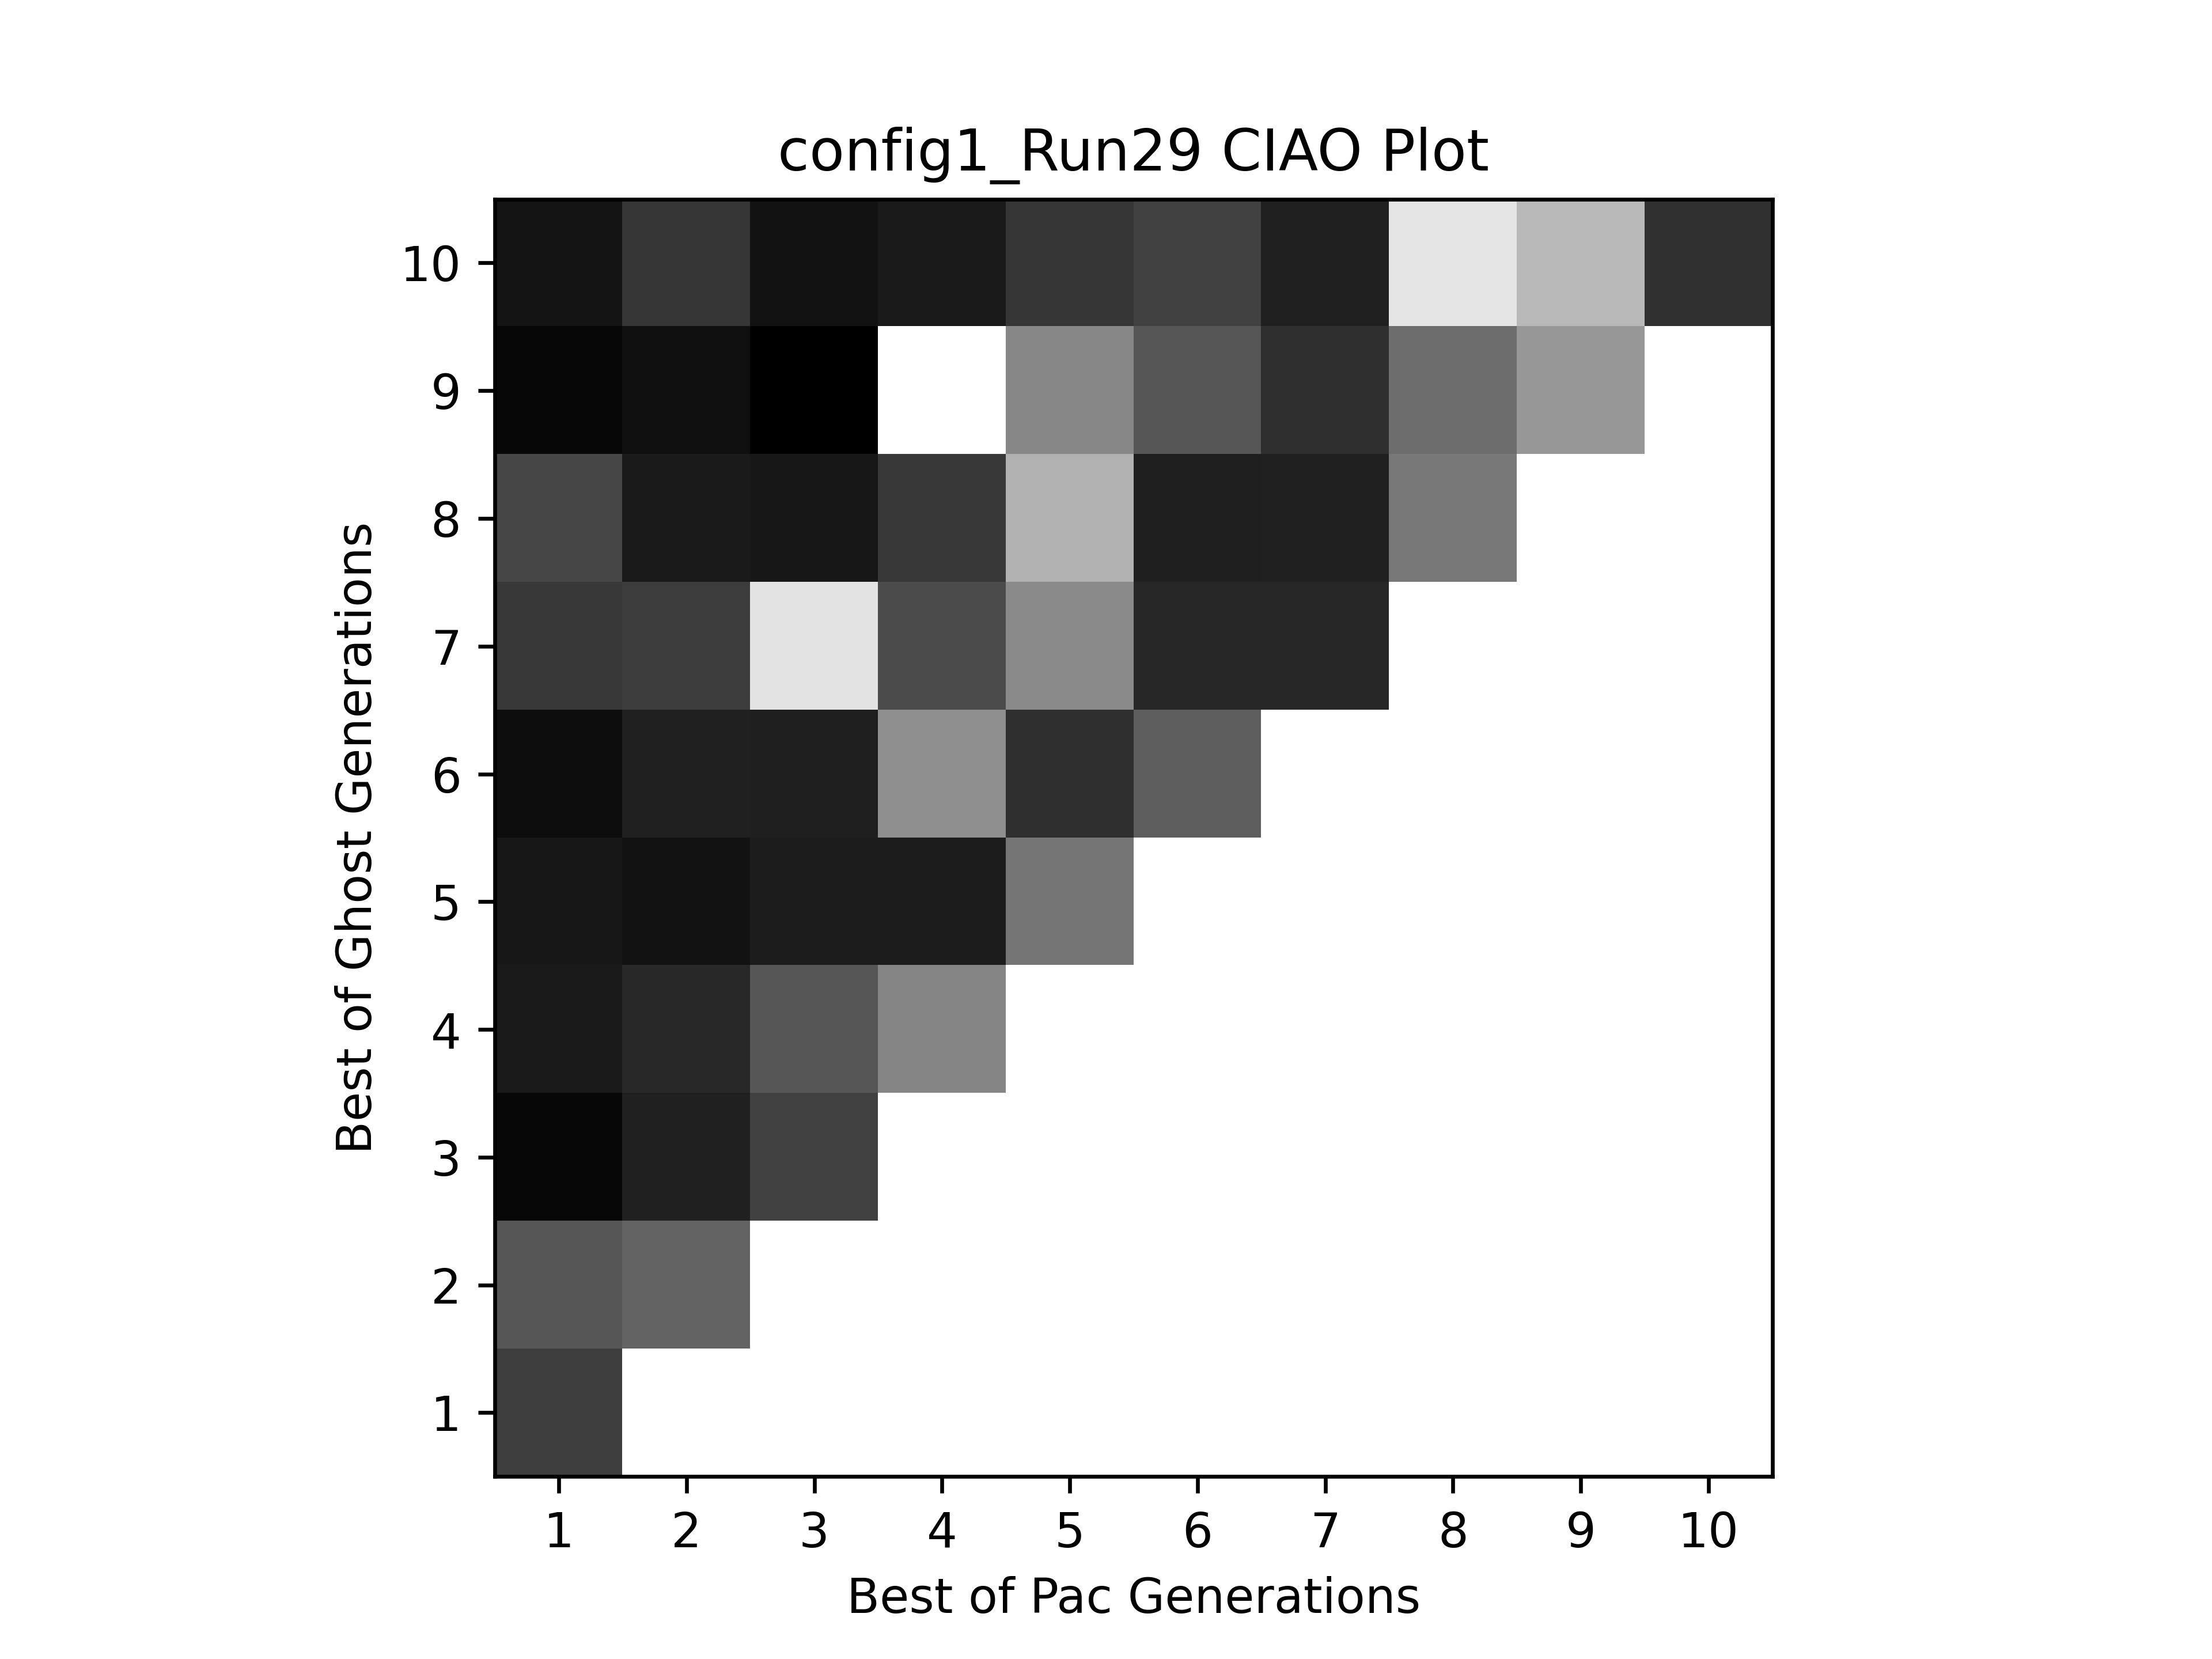 config1_Run29 CIAO Plot
Best of Ghost Generations
10
9
8
7
6
5
4
3
2
1
1 2 3 4 5 6 7 8 9 10
Best of Pac Generations